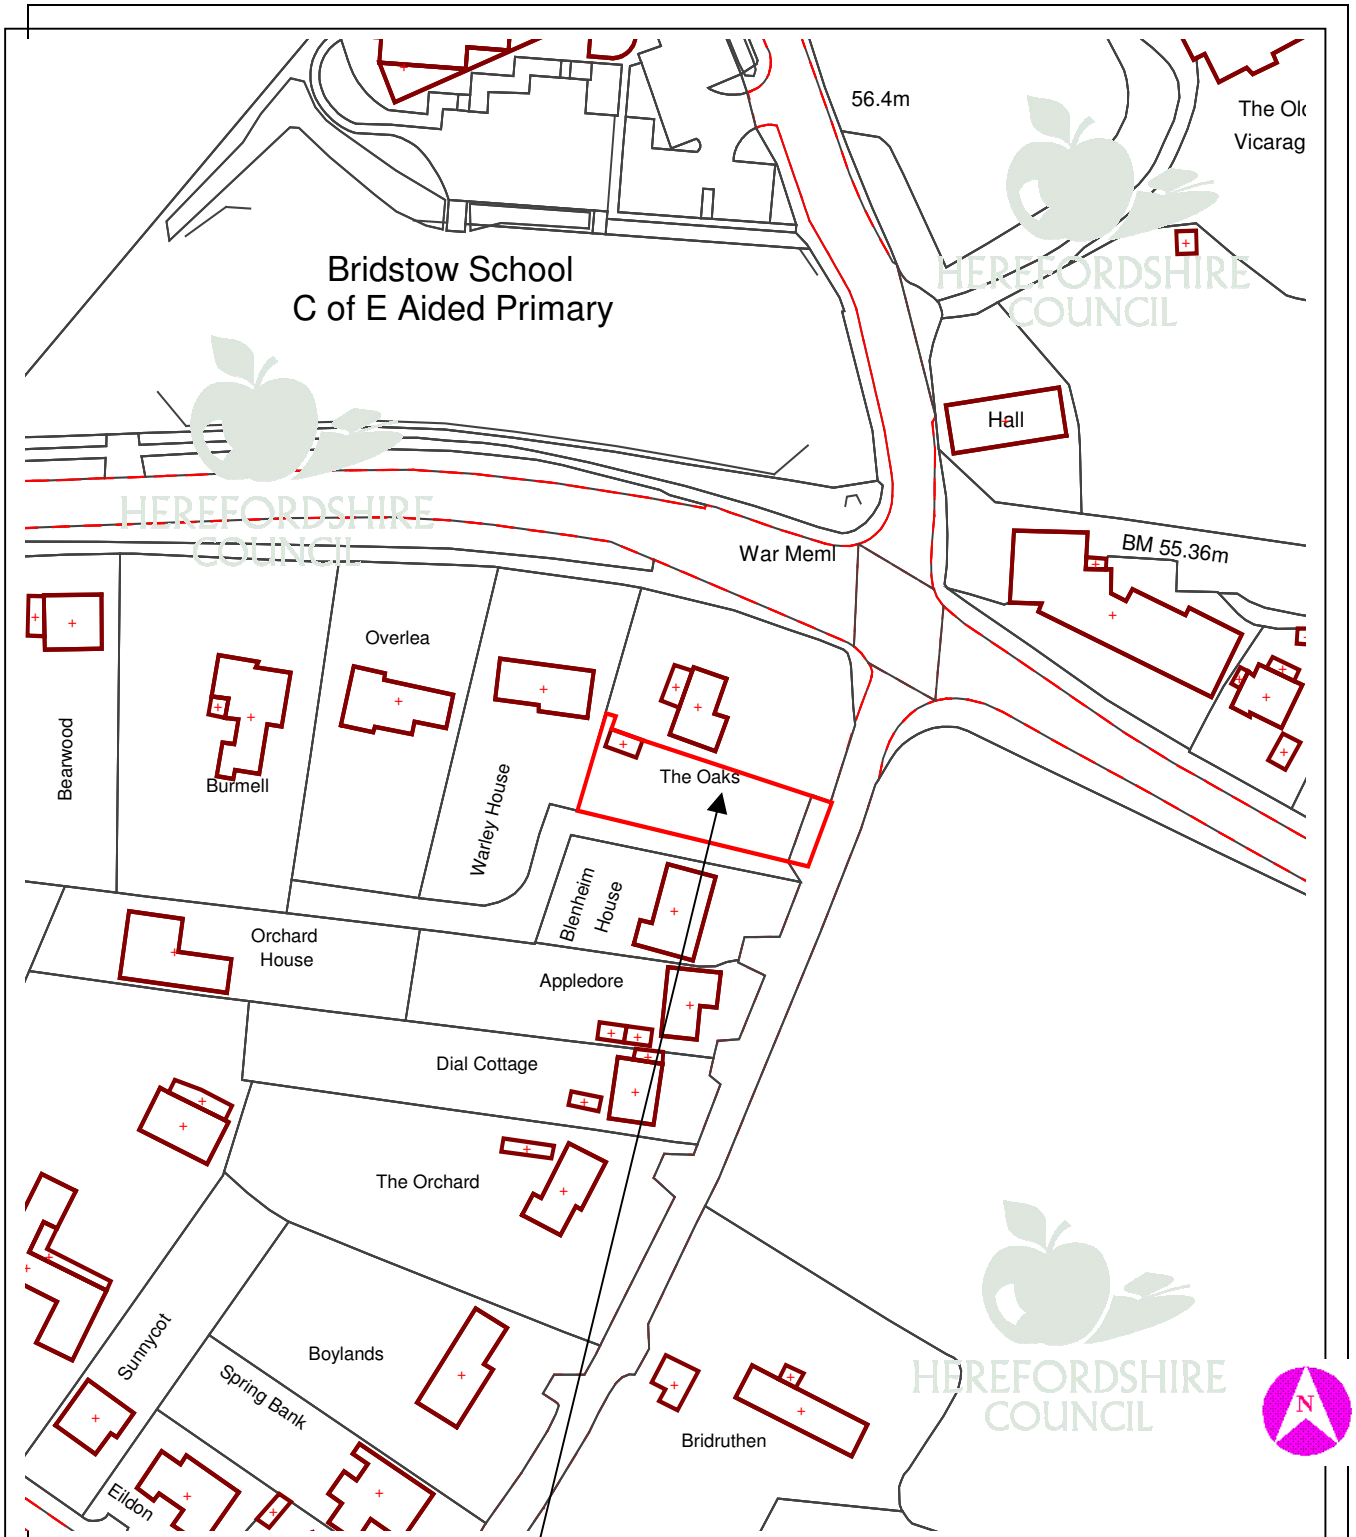 56.4m
The Old
Vicarag
HEREFORDSHIRE
COUNCIL
Bridstow School
C of E Aided Primary
Hall
HEREFORDSHIRE
COUNCIL
War Meml
BM 55.36m
Overlea
Bearwood
Burmell
Warley House
The Oaks
Blenheim
House
Orchard
House
Appledore
Dial Cottage
The Orchard
Sunnycot
Boylands
Spring Bank
HEREFORDSHIRE
COUNCIL
N
Bridruthen
Eildon